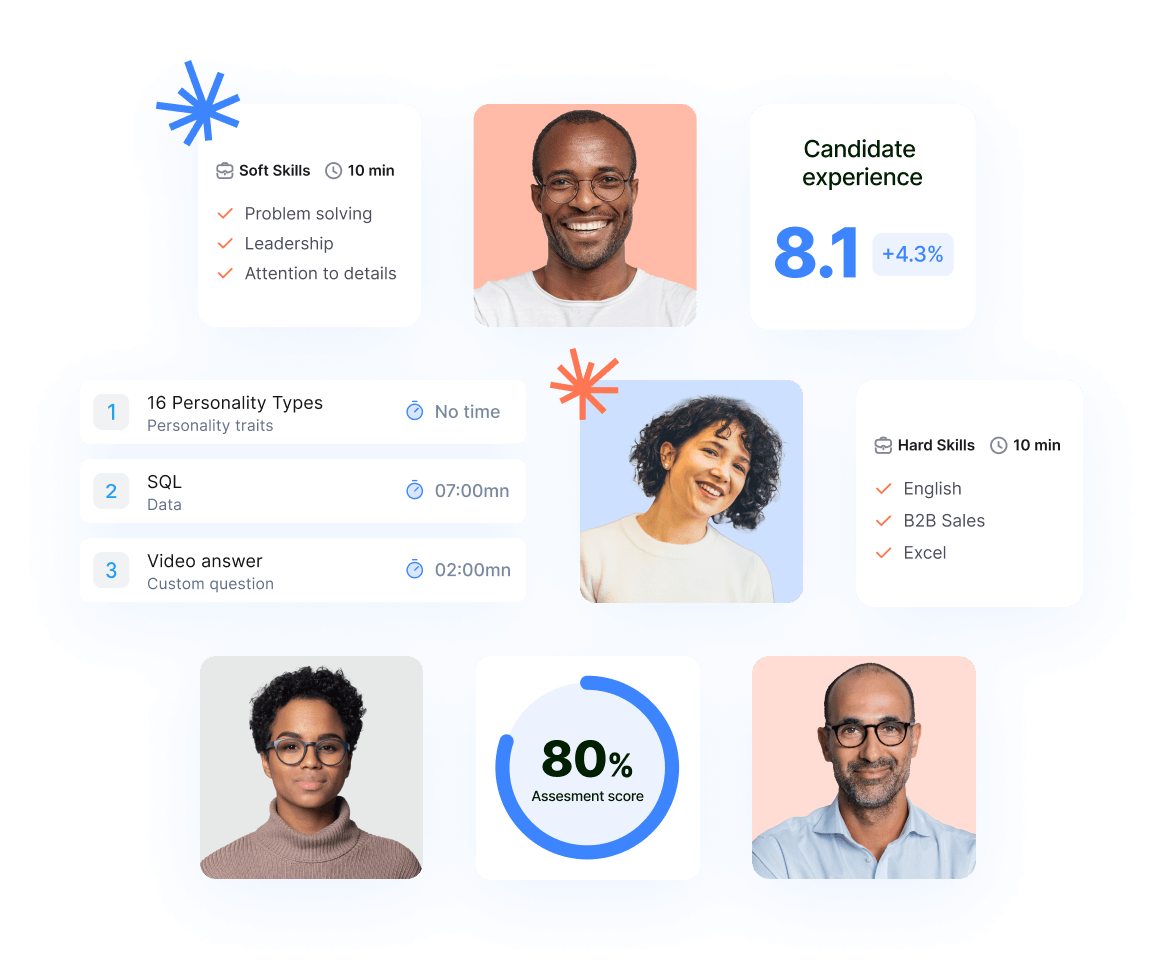 Soft Skills 10 min
Problem solving
Leadership
Attention to details
Candidate
experience
8.1 +4.3%
1 16 Personality Types
Personality traits
No time
2 SQL
Data
07:00mn
3 Video answer
Custom question
02:00mn
Hard Skills 10 min
English
B2B Sales
Excel
80%
Assesment score